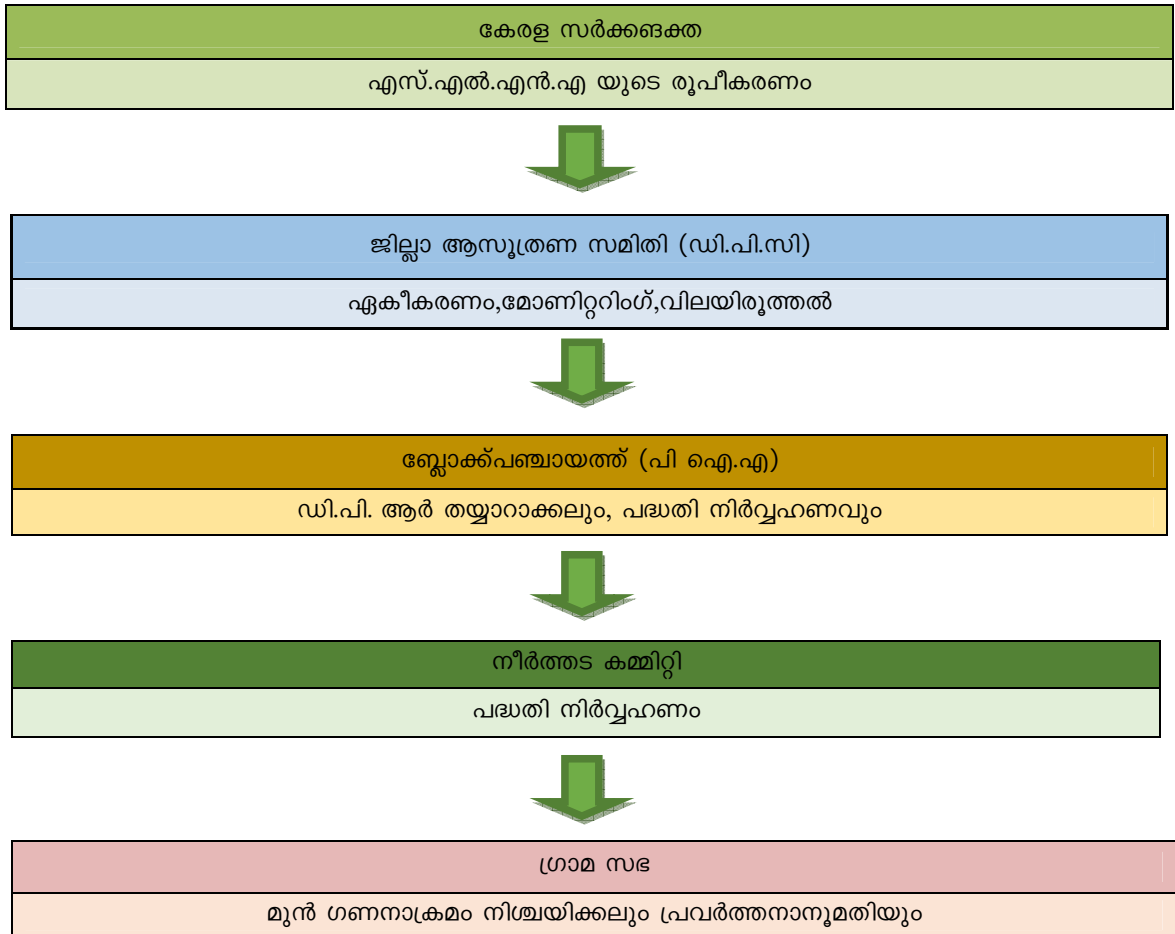 കേരള സർക്കങക്ത
എസ്.എൽ.എൻ.എ യുടെ രൂപീകരണം
ജില്ലാ ആസൂത്രണ സമിതി (ഡി.പി.സി)
ഏകീകരണം,മോണിറ്ററിംഗ്,വിലയിരൂത്തൽ
ബ്ലോക്ക്പഞ്ചായത്ത് (പി ഐ.എ)
ഡി.പി. ആർ തയ്യാറാക്കലും, പദ്ധതി നിർവ്വഹണവും
നീർത്തട കമ്മിറ്റി
പദ്ധതി നിർവ്വഹണം
ഗ്രാമ സഭ
മുൻ ഗണനാക്രമം നിശ്ചയിക്കലും പ്രവർത്തനാനൂമതിയും